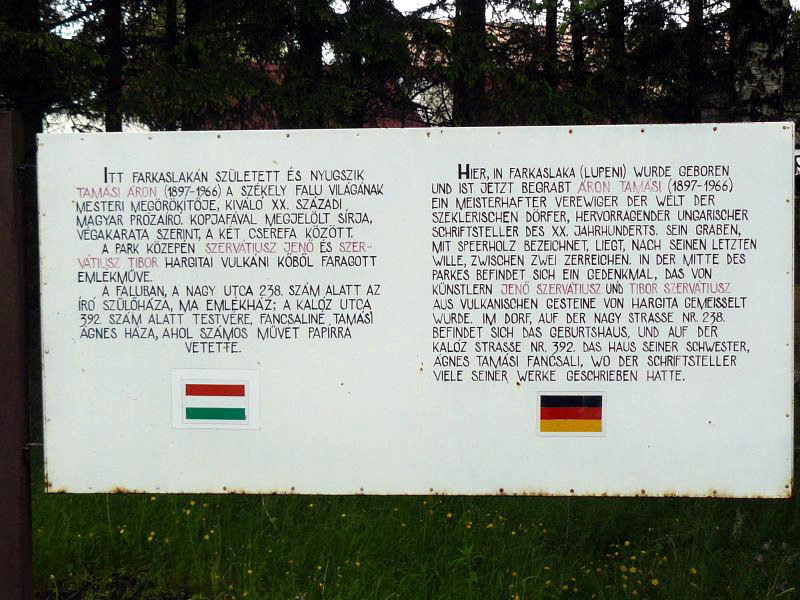 ITT FARKASLAKÁN SZÜLETETT ÉS NYUGSZIK
TAMÁSI ÁRON (1897-1966) A SZÉKELY FALU VILÁGÁNAK
MESTERI MEGÖRÖKÍTŐJE, KIVÁLÓ XX. SZÁZADI
MAGYAR PRÓZAÍRÓ. KOPJAFÁVAL MEGJELÖLT SÍRJA,
VÉGAKARATA SZERINT, A KÉT CSEREFA KÖZÖTT.
A PARK KÖZEPÉN SZERVÁTIUSZ JENŐ ÉS SZER-
VÁTIUSZ TIBOR HARGITAI VULKÁNI KŐBŐL FARAGOTT
EMLÉKMŰVE.
A FALUBAN, A NAGY UTCA 238. SZÁM ALATT AZ
ÍRÓ SZÜLŐHÁZA, MA EMLÉKHÁZ; A KALOZ UTCA
392. SZÁM ALATT TESTVÉRE, FANCSALINÉ TAMÁSI
ÁGNES HÁZA, AHOL SZÁMOS MŰVÉT PAPÍRRA
VETETTE.
HIER, IN FARKASLAKA (LUPENI) WURDE GEBOREN
UND IST JETZT BEGRABT ÁRON TAMÁSI (1897-1966)
EIN MEISTERHAFTER VEREWIGER DER WELT DER
SZEKLERISCHEN DÖRFER, HERVORRAGENDER UNGARISCHER
SCHRIFTSTELLER DES XX. JAHRHUNDERTS. SEIN GRABEN,
MIT SPEERHOLZ BEZEICHNET, LIEGT, NACH SEINEN LETZTEN
WILLE, ZWISCHEN ZWEI ZERREICHEN. IN DER MITTE DES
PARKES BEFINDET SICH EIN GEDENKMAL, DAS VON
KÜNSTLERN JENŐ SZERVÁTIUSZ UND TIBOR SZERVÁTIUSZ
AUS VULKANISCHEN GESTEINE VON HARGITA GEMEISSELT
WURDE. IM DORF, AUF DER NAGY STRASSE NR. 238.
BEFINDET SICH DAS GEBURTSHAUS, UND AUF DER
KALOZ STRASSE NR. 392. DAS HAUS SEINER SCHWESTER,
ÁGNES TAMÁSI FANCSALI, WO DER SCHRIFTSTELLER
VIELE SEINER WERKE GESCHRIEBEN HATTE.